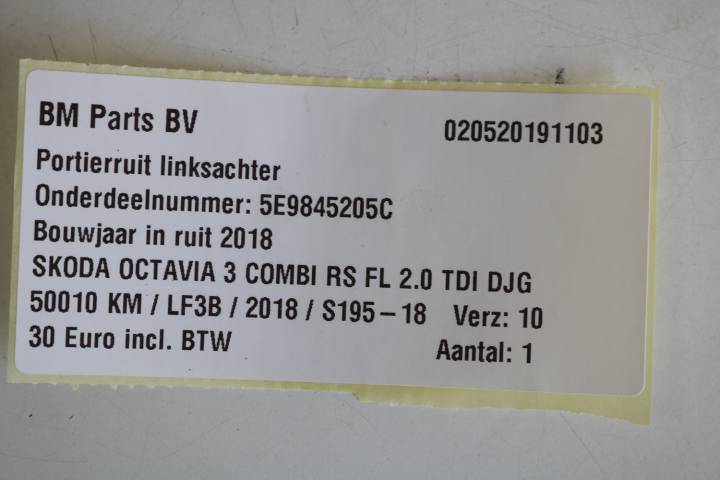 BM Parts BV 020520191103
Portierruit linksachter
Onderdeelnummer: 5E9845205C
Bouwjaar in ruit 2018
SKODA OCTAVIA 3 COMBI RS FL 2.0 TDI DJG
50010 KM / LF3B / 2018 / S195-18 Verz: 10
30 Euro incl. BTW Aantal: 1